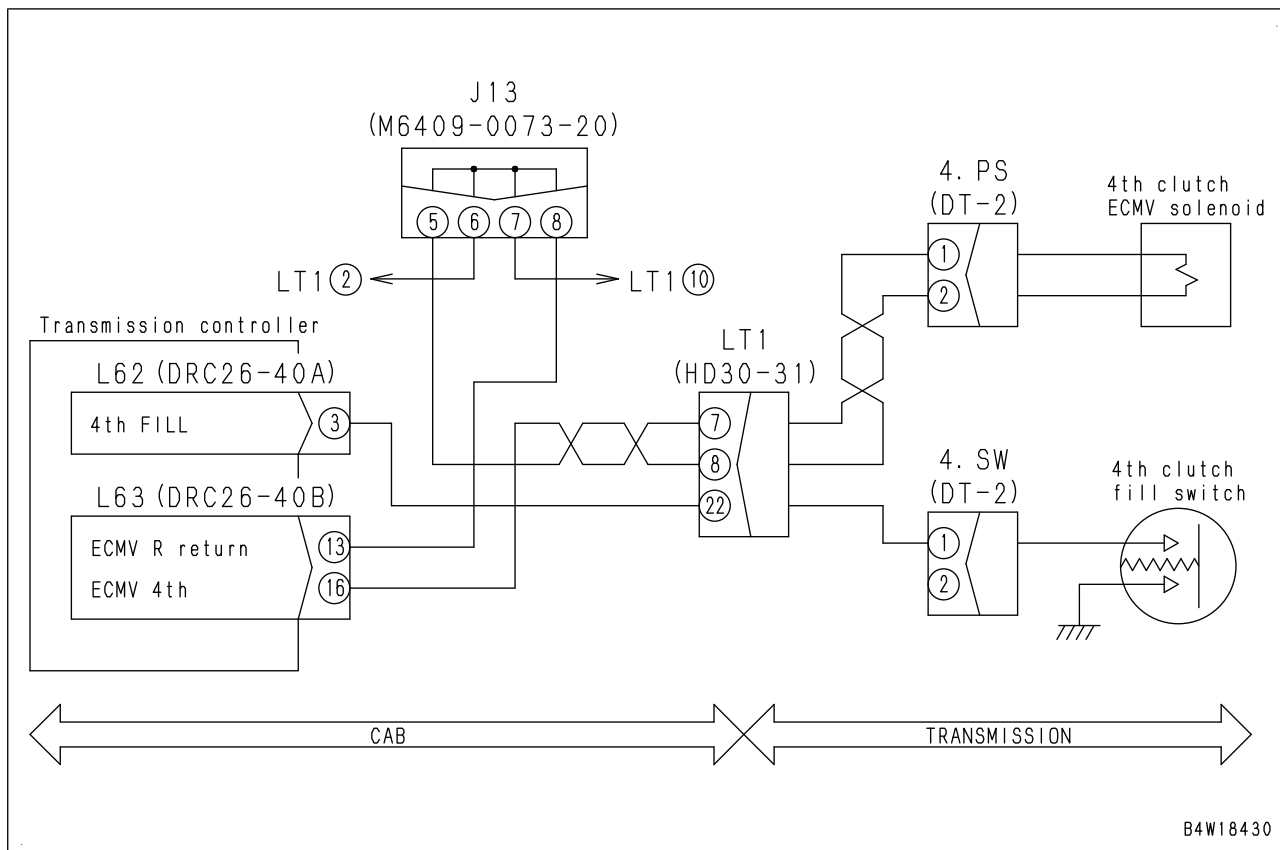 J13
(M6409-0073-20)
5 6 7 8
LT1 2
LT1 10
4. PS
(DT-2)
1
2
4th clutch
ECMV solenoid
Transmission controller
L62 (DRC26-40A)
4th FILL 3
L63 (DRC26-40B)
ECMV R return 13
ECMV 4th 16
LT1
(HD30-31)
7
8
22
4. SW
(DT-2)
1
2
4th clutch
fill switch
CAB
TRANSMISSION
B4W18430